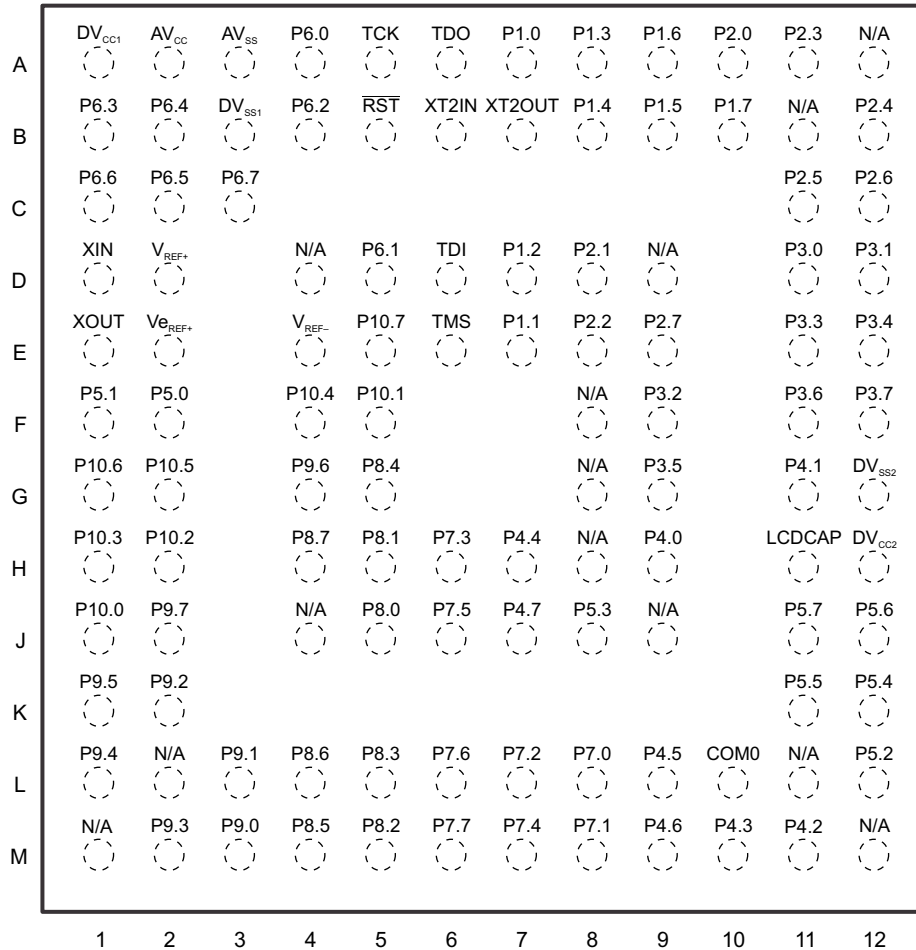 DVCC1 AVCC AVSS P6.0 TCK TDO P1.0 P1.3 P1.6 P2.0 P2.3 N/A
A
P6.3 P6.4 DVSS1 P6.2 RST XT2IN XT2OUT P1.4 P1.5 P1.7 N/A P2.4
B
P6.6 P6.5 P6.7 P2.5 P2.6
C
XIN VREF+ N/A P6.1 TDI P1.2 P2.1 N/A P3.0 P3.1
D
XOUT VeREF+ VREF– P10.7 TMS P1.1 P2.2 P2.7 P3.3 P3.4
E
P5.1 P5.0 P10.4 P10.1 N/A P3.2 P3.6 P3.7
F
P10.6 P10.5 P9.6 P8.4 N/A P3.5 P4.1 DVSS2
G
P10.3 P10.2 P8.7 P8.1 P7.3 P4.4 N/A P4.0 LCDCAP DVCC2
H
P10.0 P9.7 N/A P8.0 P7.5 P4.7 P5.3 N/A P5.7 P5.6
J
P9.5 P9.2 P5.5 P5.4
K
P9.4 N/A P9.1 P8.6 P8.3 P7.6 P7.2 P7.0 P4.5 COM0 N/A P5.2
L
N/A P9.3 P9.0 P8.5 P8.2 P7.7 P7.4 P7.1 P4.6 P4.3 P4.2 N/A
M
1 2 3 4 5 6 7 8 9 10 11 12